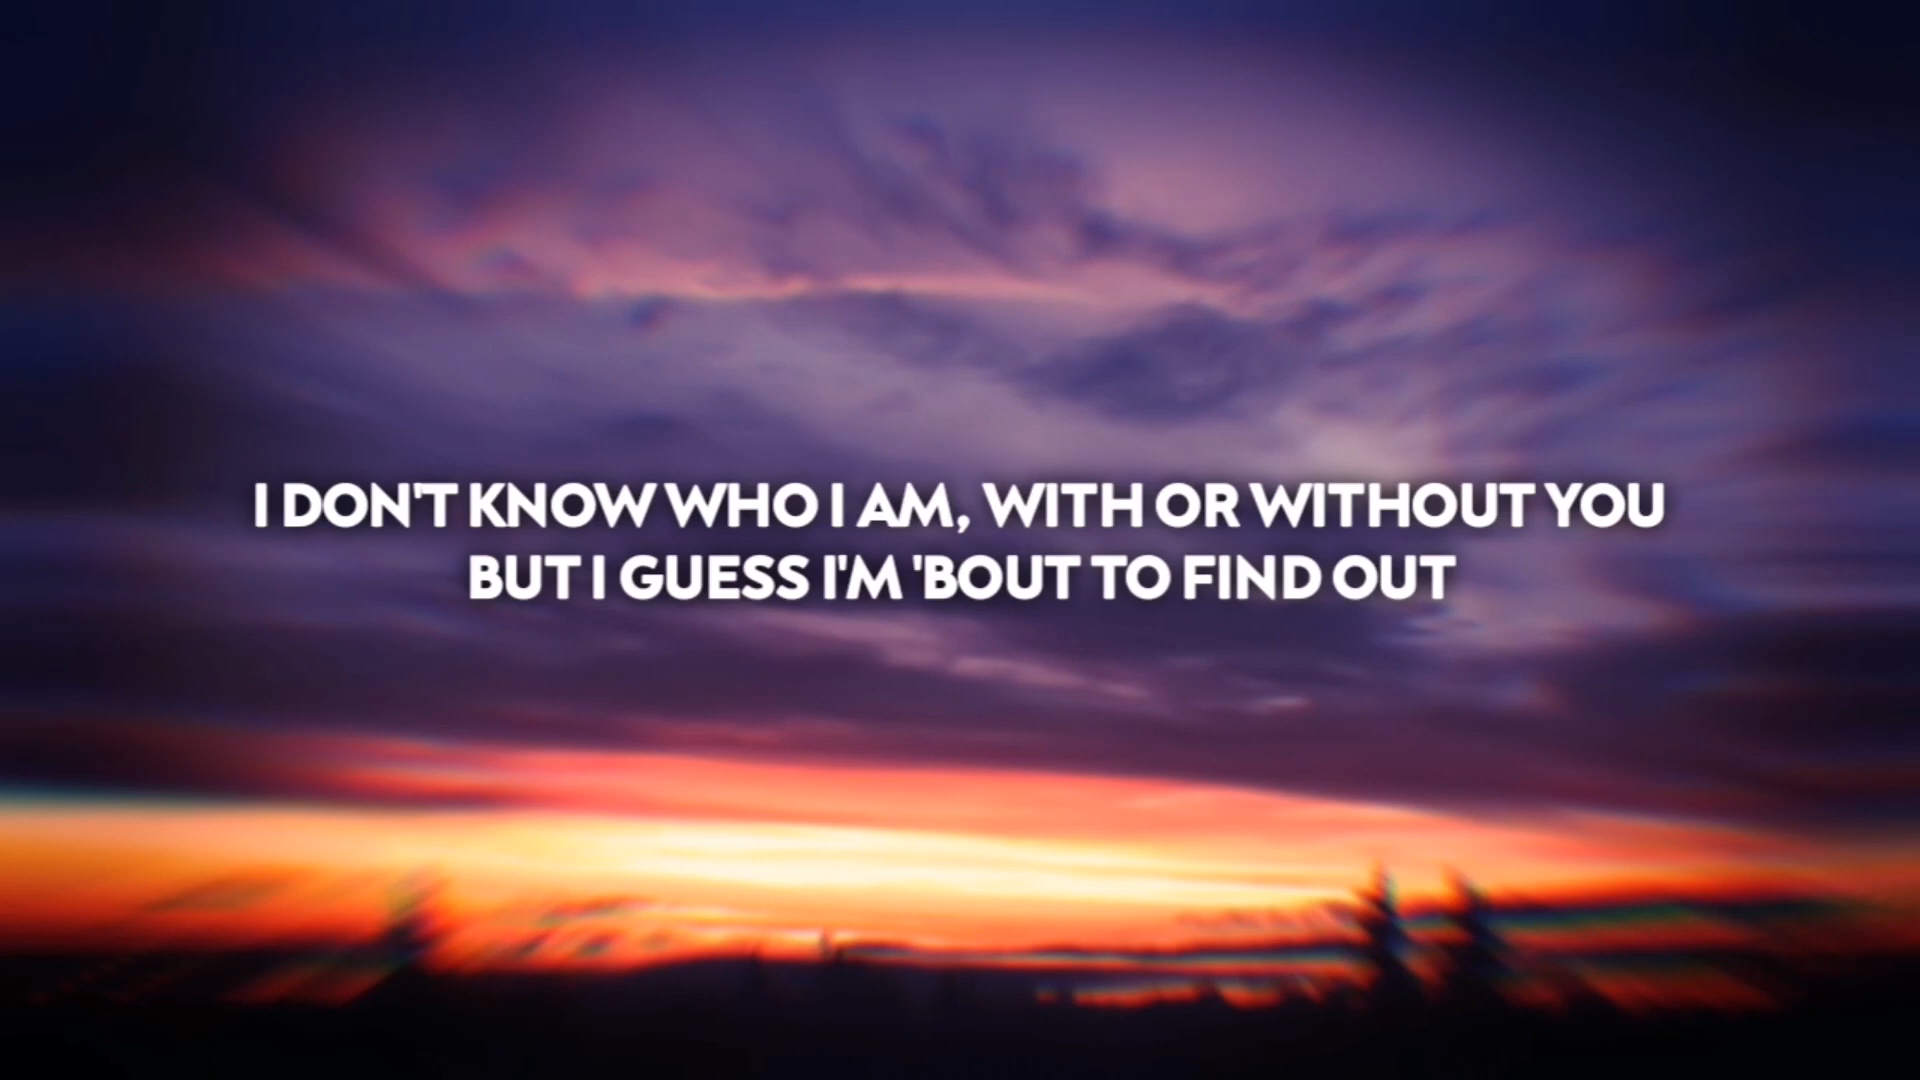 I DON'T KNOW WHO I AM, WITH OR WITHOUT YOU
BUT I GUESS I'M 'BOUT TO FIND OUT